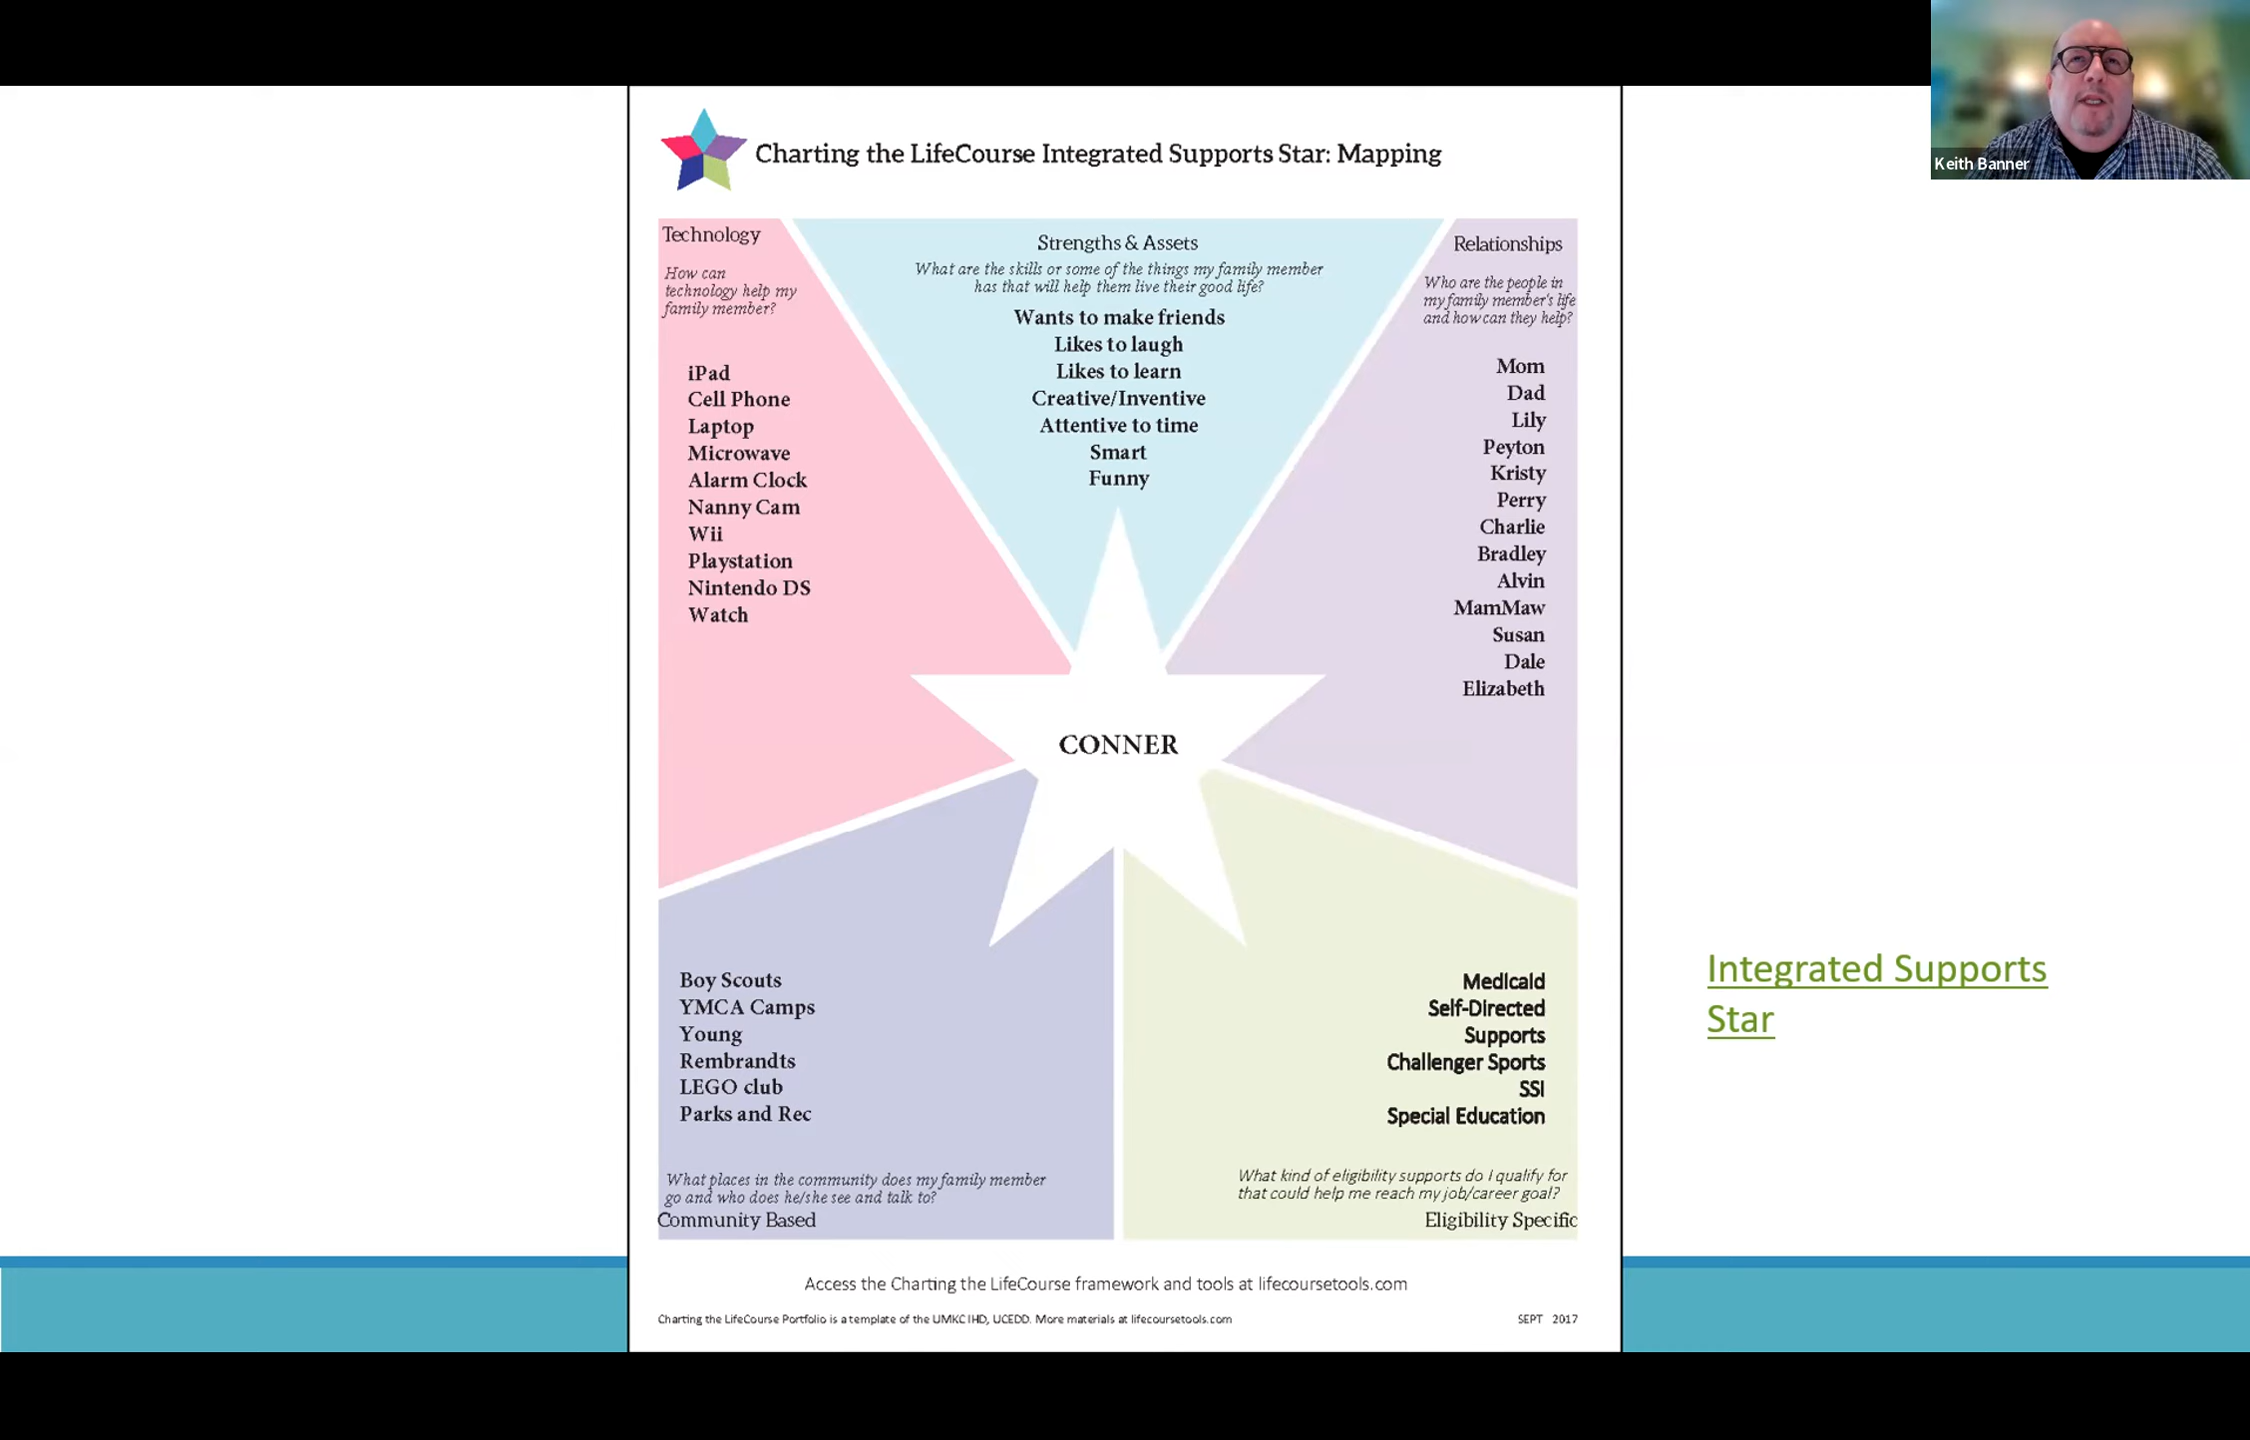 Keith Banner
Charting the LifeCourse Integrated Supports Star: Mapping
Technology
How can
technology help my
family member?
iPad
Cell Phone
Laptop
Microwave
Alarm Clock
Nanny Cam
Wii
Playstation
Nintendo DS
Watch
Strengths & Assets
What are the skills or some of the things my family member
has that will help them live their good life?
Wants to make friends
Likes to laugh
Likes to learn
Creative/Inventive
Attentive to time
Smart
Funny
Relationships
Who are the people in
my family member's life
and how can they help?
Mom
Dad
Lily
Peyton
Kristy
Perry
Charlie
Bradley
Alvin
MamMaw
Susan
Dale
Elizabeth
CONNER
Boy Scouts
YMCA Camps
Young
Rembrandts
LEGO club
Parks and Rec
What places in the community does my family member
go and who does he/she see and talk to?
Community Based
Medicaid
Self-Directed
Supports
Challenger Sports
SSI
Special Education
What kind of eligibility supports do I qualify for
that could help me reach my job/career goal?
Eligibility Specific
Integrated Supports
Star
Access the Charting the LifeCourse framework and tools at lifecoursetools.com
Charting the LifeCourse Portfolio is a template of the UMKC IHD, UCEDD. More materials at lifecoursetools.com
SEPT 2017